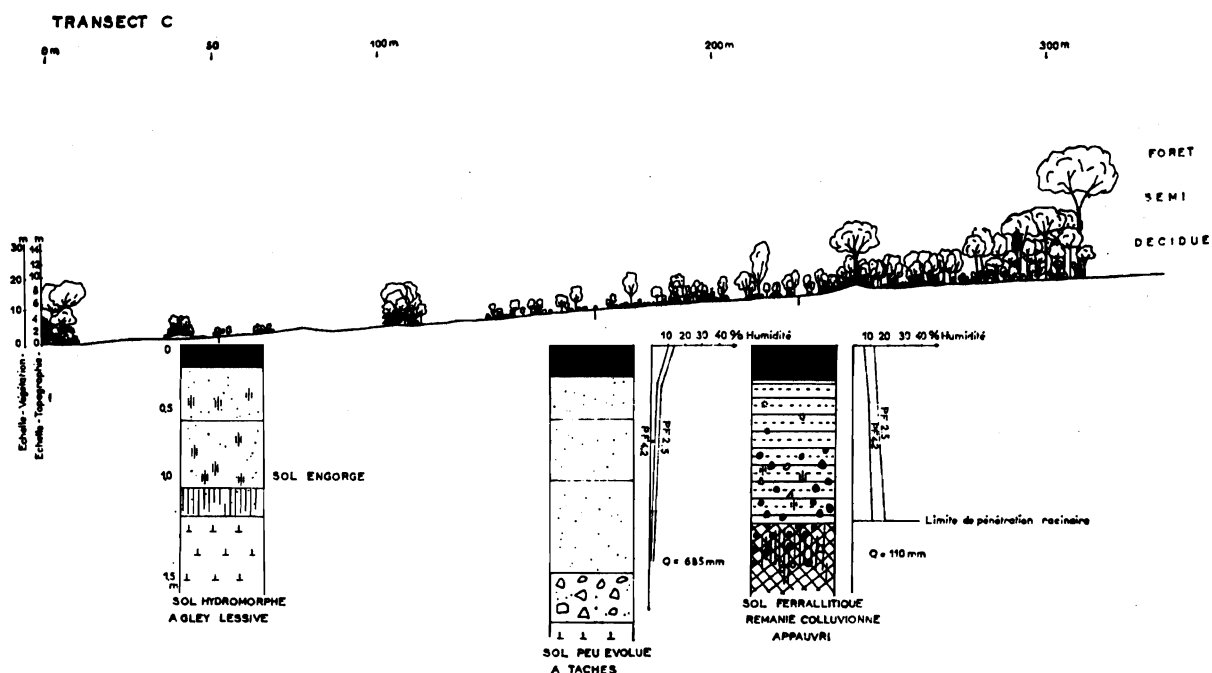 TRANSECT C
0m 50 100m 200m 300m
FORET
SEMI
DECIDUE
m m
30
20 10 8
10 6 4
0 2 0
Echelle-Végétation-
Echelle-Topographie-
0
0,5
1,0
1,5
m
SOL ENGORGE
SOL HYDROMORPHE
A GLEY LESSIVE
10 20 30 40 % Humidité
PF 4,2
PF 2,5
Q = 685mm
SOL PEU EVOLUE
A TACHES
10 20 30 40 % Humidité
PF 4,2
PF 2,5
Limite de pénétration racinaire
Q = 110 mm
SOL FERRALLITIQUE
REMANIE COLLUVIONNE
APPAUVRI